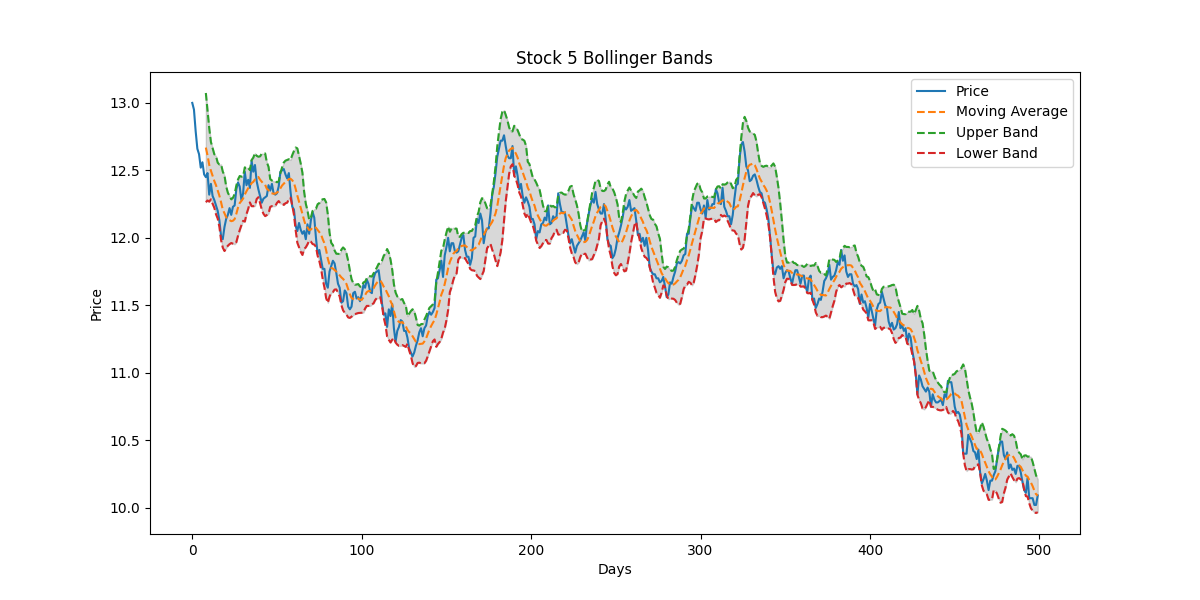 Stock 5 Bollinger Bands
Price
Moving Average
Upper Band
Lower Band
13.0
12.5
12.0
11.5
11.0
10.5
10.0
Price
0 100 200 300 400 500
Days